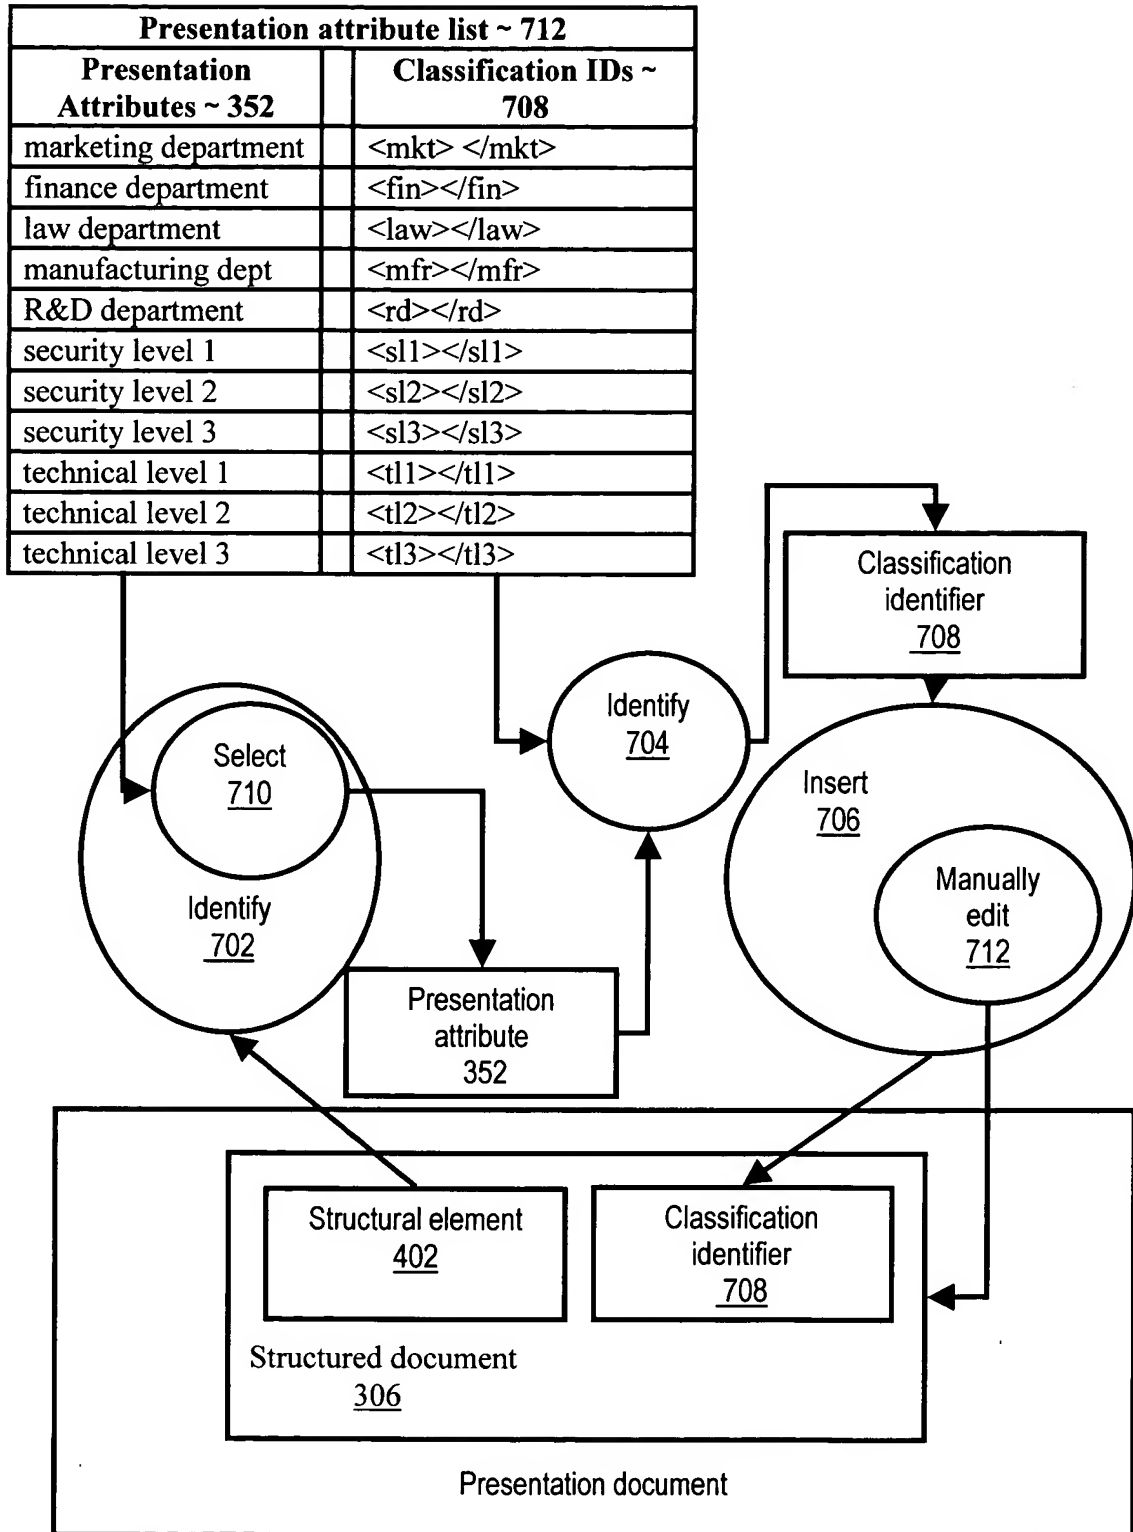 Presentation attribute list ~ 712
Presentation
Attributes ~ 352
Classification IDs ~
708
marketing department <mkt> </mkt>
finance department <fin></fin>
law department <law></law>
manufacturing dept <mfr></mfr>
R&D department <rd></rd>
security level 1 <sl1></sl1>
security level 2 <sl2></sl2>
security level 3 <sl3></sl3>
technical level 1 <tl1></tl1>
technical level 2 <tl2></tl2>
technical level 3 <tl3></tl3>
Classification
identifier
708
Identify
704
Select
710
Insert
706
Identify
702
Manually
edit
712
Presentation
attribute
352
Structural element
402
Classification
identifier
708
Structured document
306
Presentation document